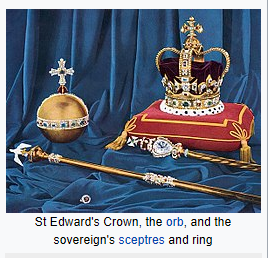 St Edward's Crown, the orb, and the
sovereign's sceptres and ring